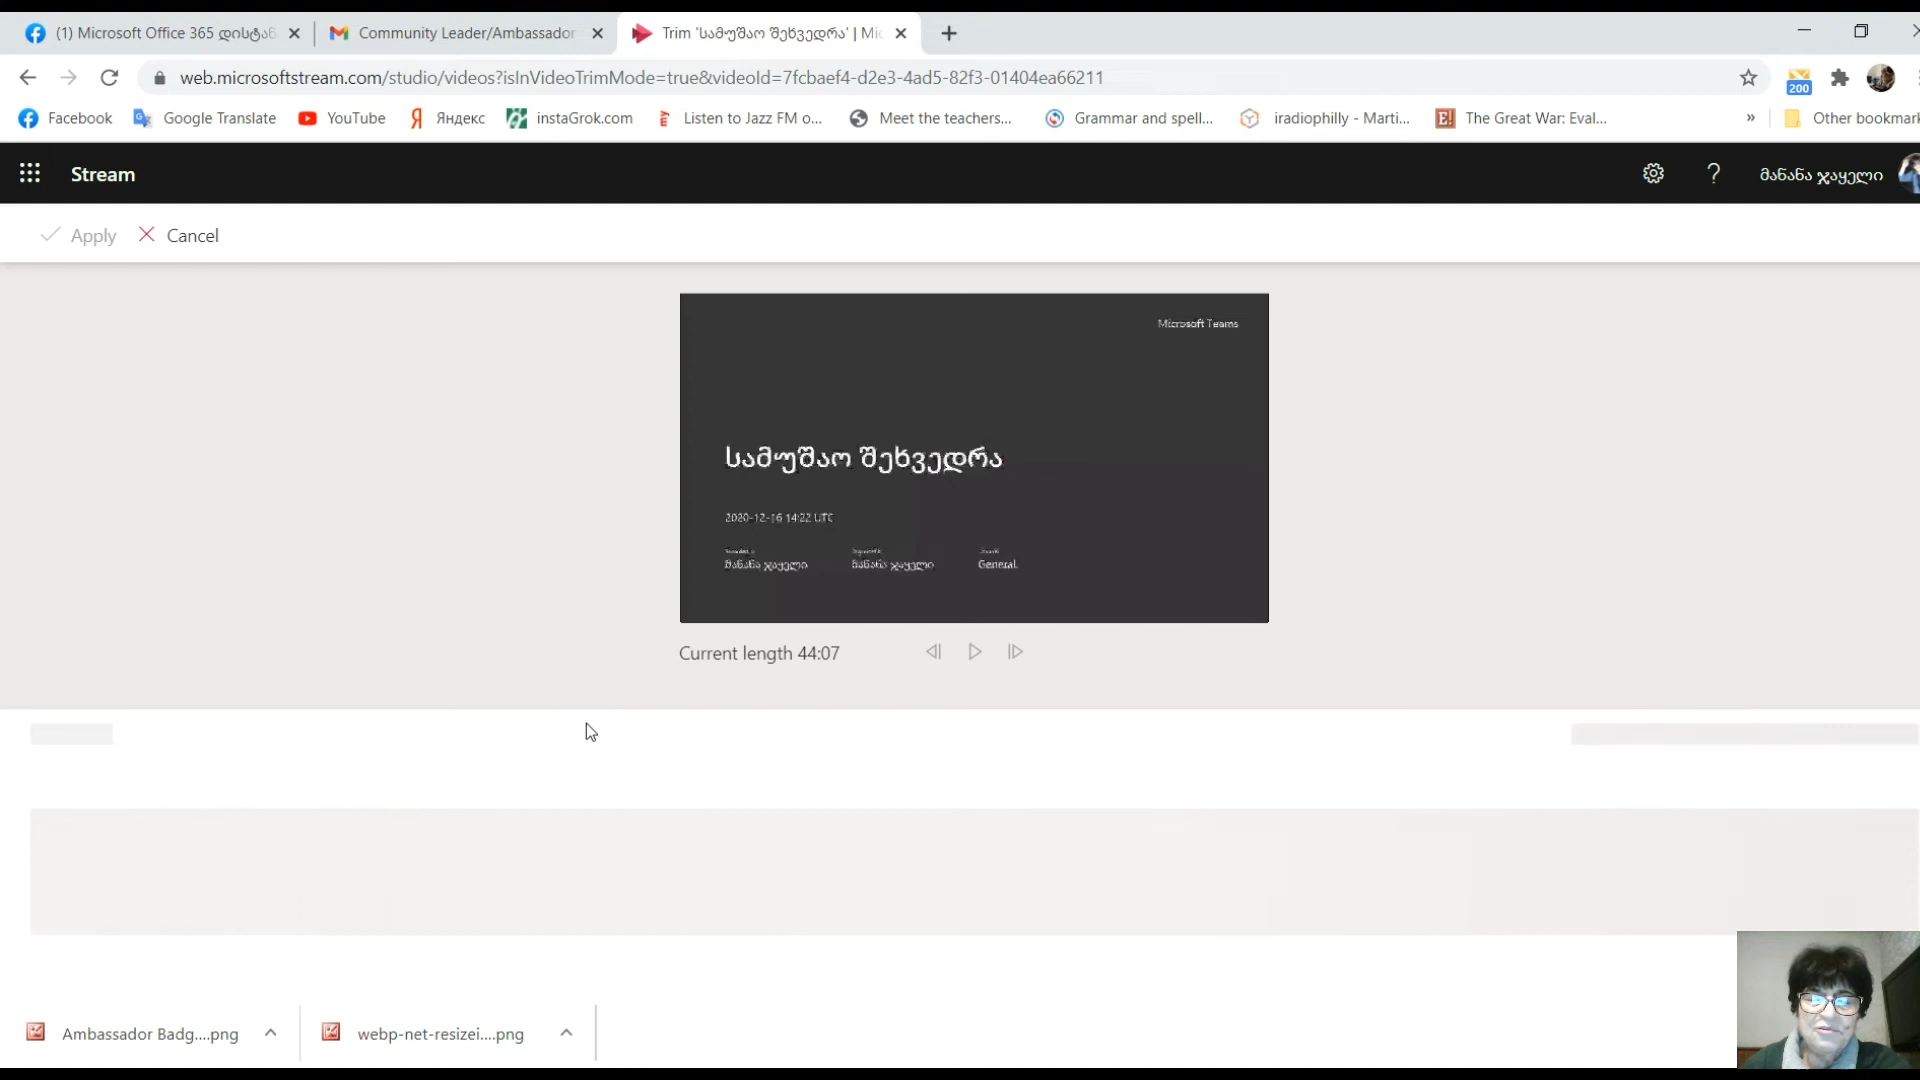 (1) Microsoft Office 365 დისტან
Community Leader/Ambassador
Trim 'სამუშაო შეხვედრა' | Mic
web.microsoftstream.com/studio/videos?isInVideoTrimMode=true&videoId=7fcbaef4-d2e3-4ad5-82f3-01404ea66211
200
Facebook
Google Translate
YouTube
Яндекс
instaGrok.com
Listen to Jazz FM o...
Meet the teachers...
Grammar and spell...
iradiophilly - Marti...
The Great War: Eval...
»
Other bookmark
Stream
?
მანანა ჯაყელი
Apply
Cancel
Microsoft Teams
სამუშაო შეხვედრა
2020-12-16 14:22 UTC
მანანა ჯაყელი
მანანა ჯაყელი
General
Current length 44:07
Ambassador Badg....png
webp-net-resizei....png